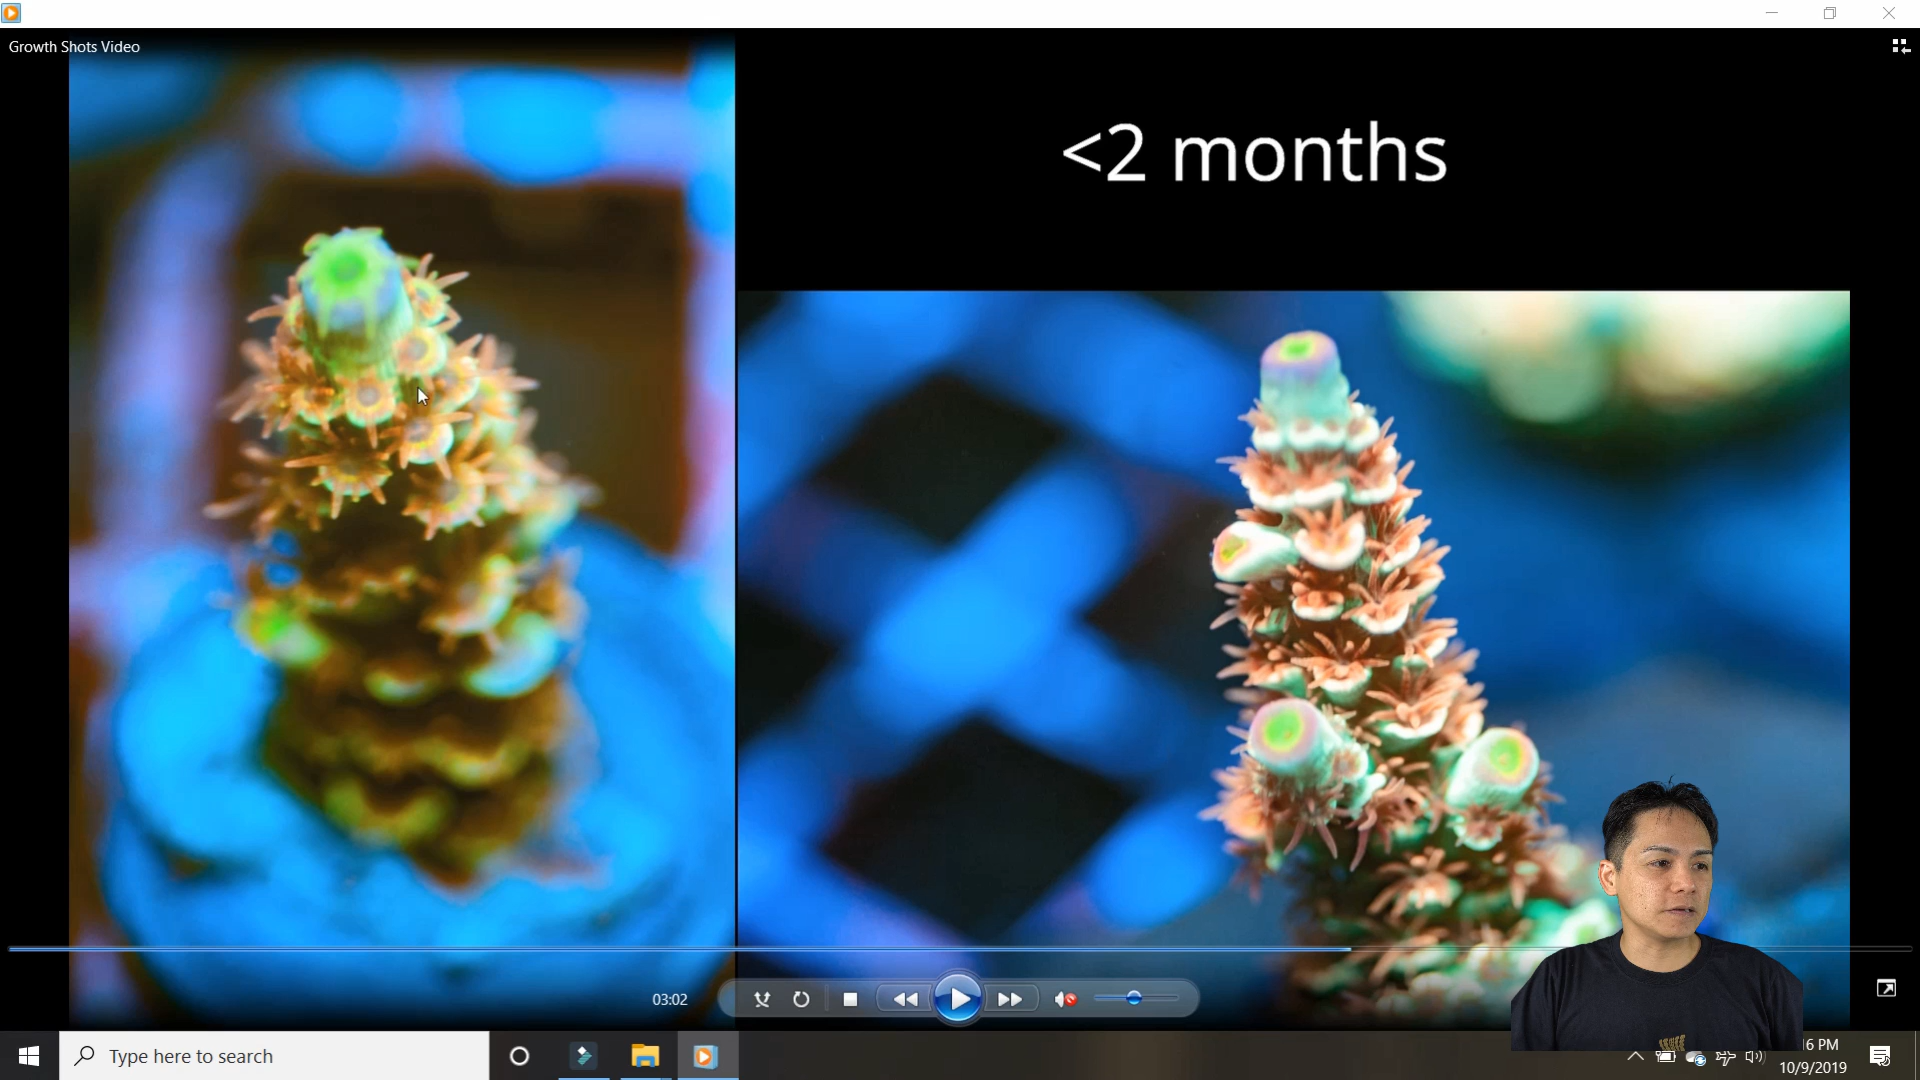 Growth Shots Video
<2 months
03:02
Type here to search
6 PM
10/9/2019